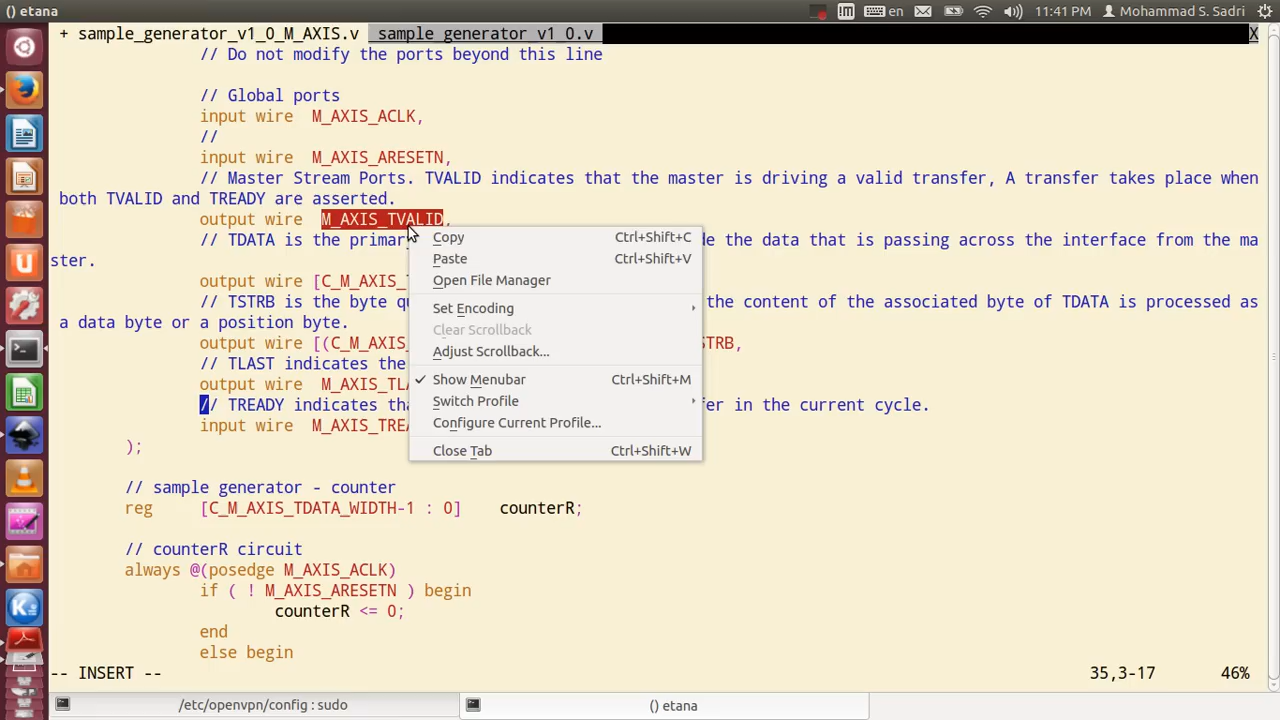 () etana
en
11:41 PM
Mohammad S. Sadri
+ sample_generator_v1_0_M_AXIS.v  sample_generator_v1_0.v X
// Do not modify the ports beyond this line
// Global ports
input wire  M_AXIS_ACLK,
//
input wire  M_AXIS_ARESETN,
// Master Stream Ports. TVALID indicates that the master is driving a valid transfer, A transfer takes place when
both TVALID and TREADY are asserted.
output wire  M_AXIS_TVALID,
// TDATA is the primar
de the data that is passing across the interface from the ma
ster.
output wire [C_M_AXIS_T
// TSTRB is the byte qu
the content of the associated byte of TDATA is processed as
a data byte or a position byte.
output wire [(C_M_AXIS_
STRB,
// TLAST indicates the
output wire  M_AXIS_TLA
// TREADY indicates tha
fer in the current cycle.
input wire  M_AXIS_TREA
);
Copy Ctrl+Shift+C
Paste Ctrl+Shift+V
Open File Manager
Set Encoding
Clear Scrollback
Adjust Scrollback...
Show Menubar Ctrl+Shift+M
Switch Profile
Configure Current Profile...
Close Tab Ctrl+Shift+W
// sample generator - counter
reg     [C_M_AXIS_TDATA_WIDTH-1 : 0]    counterR;
// counterR circuit
always @(posedge M_AXIS_ACLK)
if ( ! M_AXIS_ARESETN ) begin
counterR <= 0;
end
else begin
-- INSERT -- 35,3-17 46%
/etc/openvpn/config : sudo
() etana